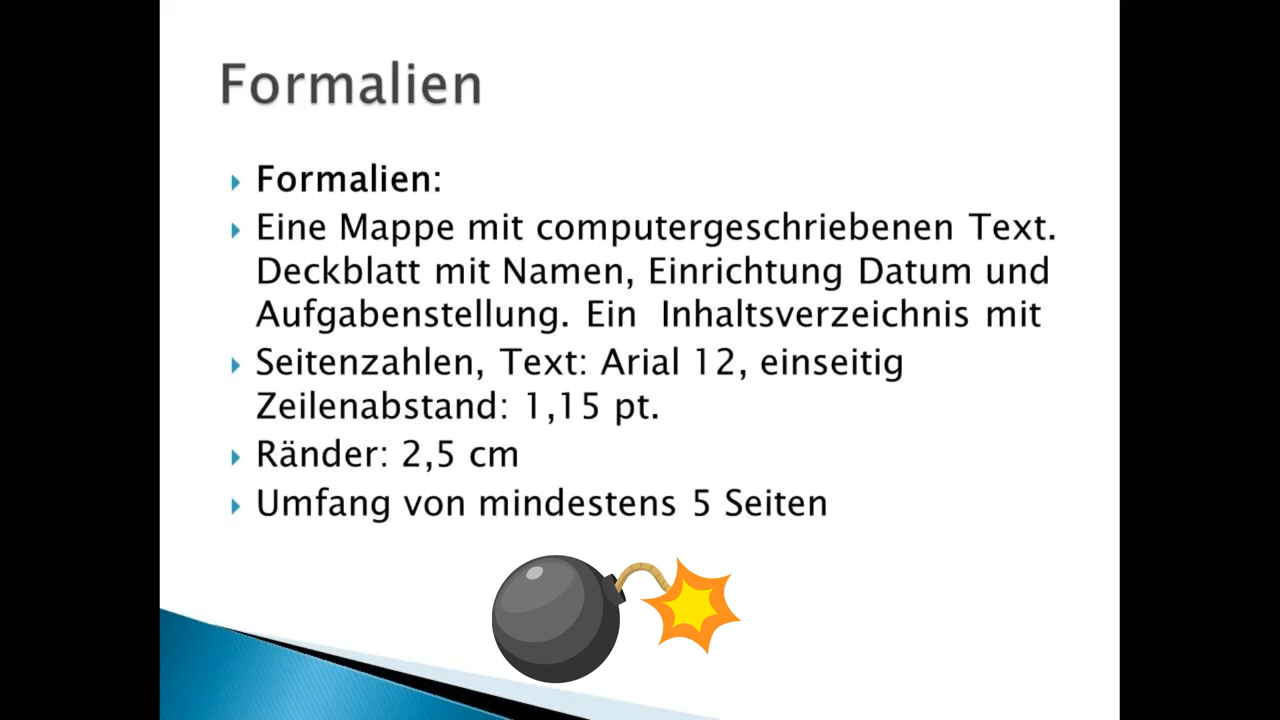 Formalien
Formalien:
Eine Mappe mit computergeschriebenen Text.
Deckblatt mit Namen, Einrichtung Datum und
Aufgabenstellung. Ein Inhaltsverzeichnis mit
Seitenzahlen, Text: Arial 12, einseitig
Zeilenabstand: 1,15 pt.
Ränder: 2,5 cm
Umfang von mindestens 5 Seiten